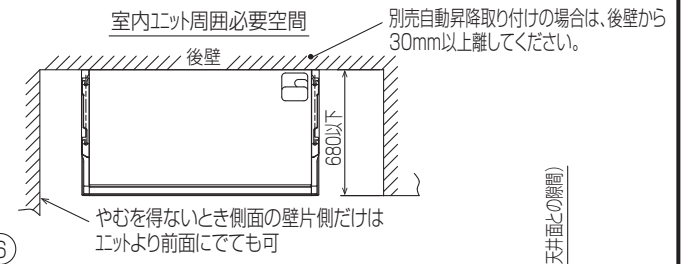 室内ユニット周囲必要空間
別売自動昇降取り付けの場合は、後壁から
30mm以上離してください。
後壁
680以下
やむを得ないとき側面の壁片側だけは
ユニットより前面にでても可
天井面との隙間)